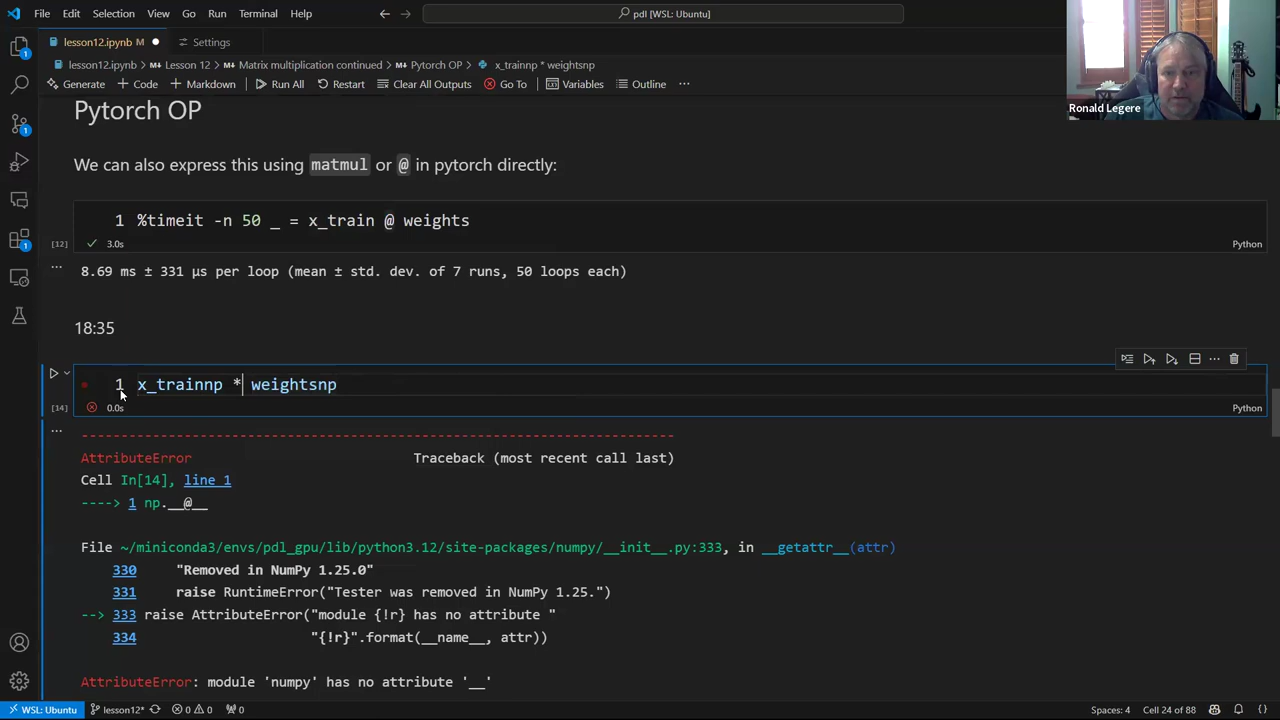 File Edit Selection View Go Run Terminal Help
pdl [WSL: Ubuntu]
Ronald Legere
lesson12.ipynb M Settings
lesson12.ipynb > Lesson 12 > Matrix multiplication continued > Pytorch OP > x_trainnp * weightsnp
Generate + Code + Markdown Run All Restart Clear All Outputs Go To Variables Outline ...
Pytorch OP
We can also express this using matmul or @ in pytorch directly:
1 %timeit -n 50 _ = x_train @ weights
[12] 3.0s Python
... 8.69 ms ± 331 μs per loop (mean ± std. dev. of 7 runs, 50 loops each)
18:35
1 x_trainnp * weightsnp
[14] 0.0s Python
...
---------------------------------------------------------------------------
AttributeError Traceback (most recent call last)
Cell In[14], line 1
----> 1 np.__@__
File ~/miniconda3/envs/pdl_gpu/lib/python3.12/site-packages/numpy/__init__.py:333, in __getattr__(attr)
330 "Removed in NumPy 1.25.0"
331 raise RuntimeError("Tester was removed in NumPy 1.25.")
--> 333 raise AttributeError("module {!r} has no attribute "
334 "{!r}".format(__name__, attr))
AttributeError: module 'numpy' has no attribute '__'
WSL: Ubuntu lesson12* 0 0 0 Spaces: 4 Cell 24 of 88